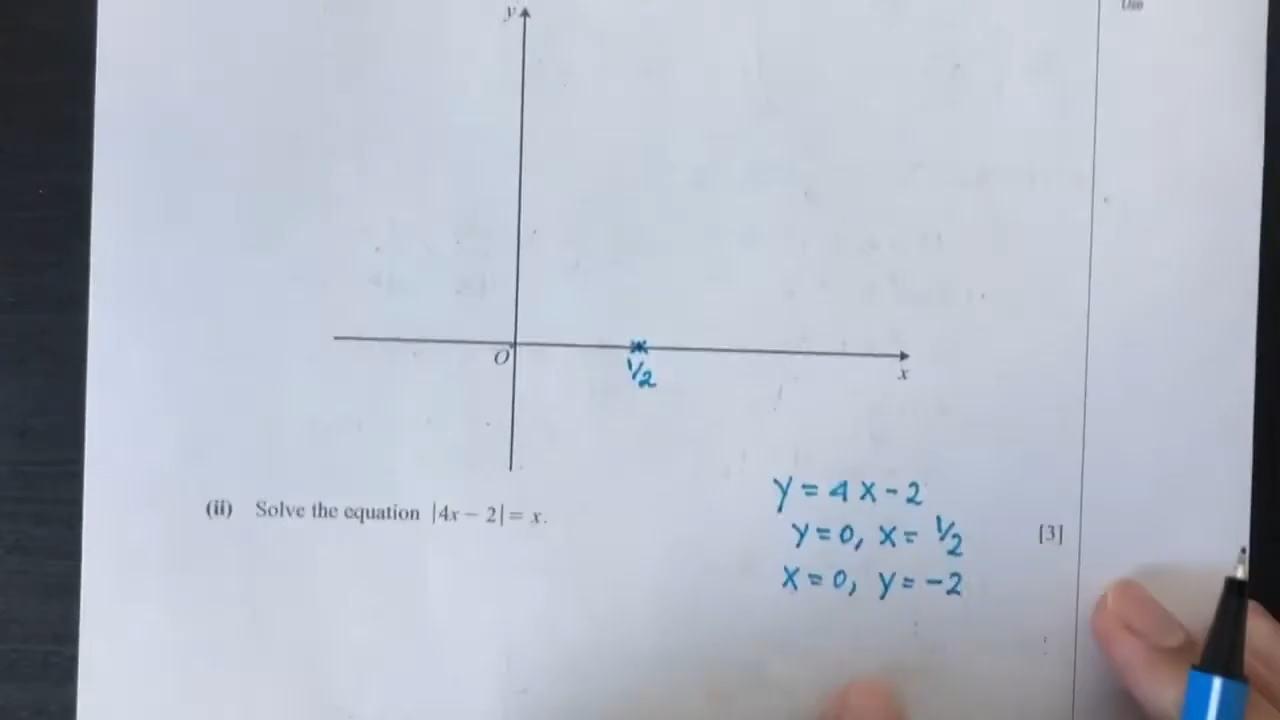 y
O
x
1/2
y = 4x - 2
(ii) Solve the equation |4x − 2| = x.
y = 0, x = 1/2
[3]
x = 0, y = -2